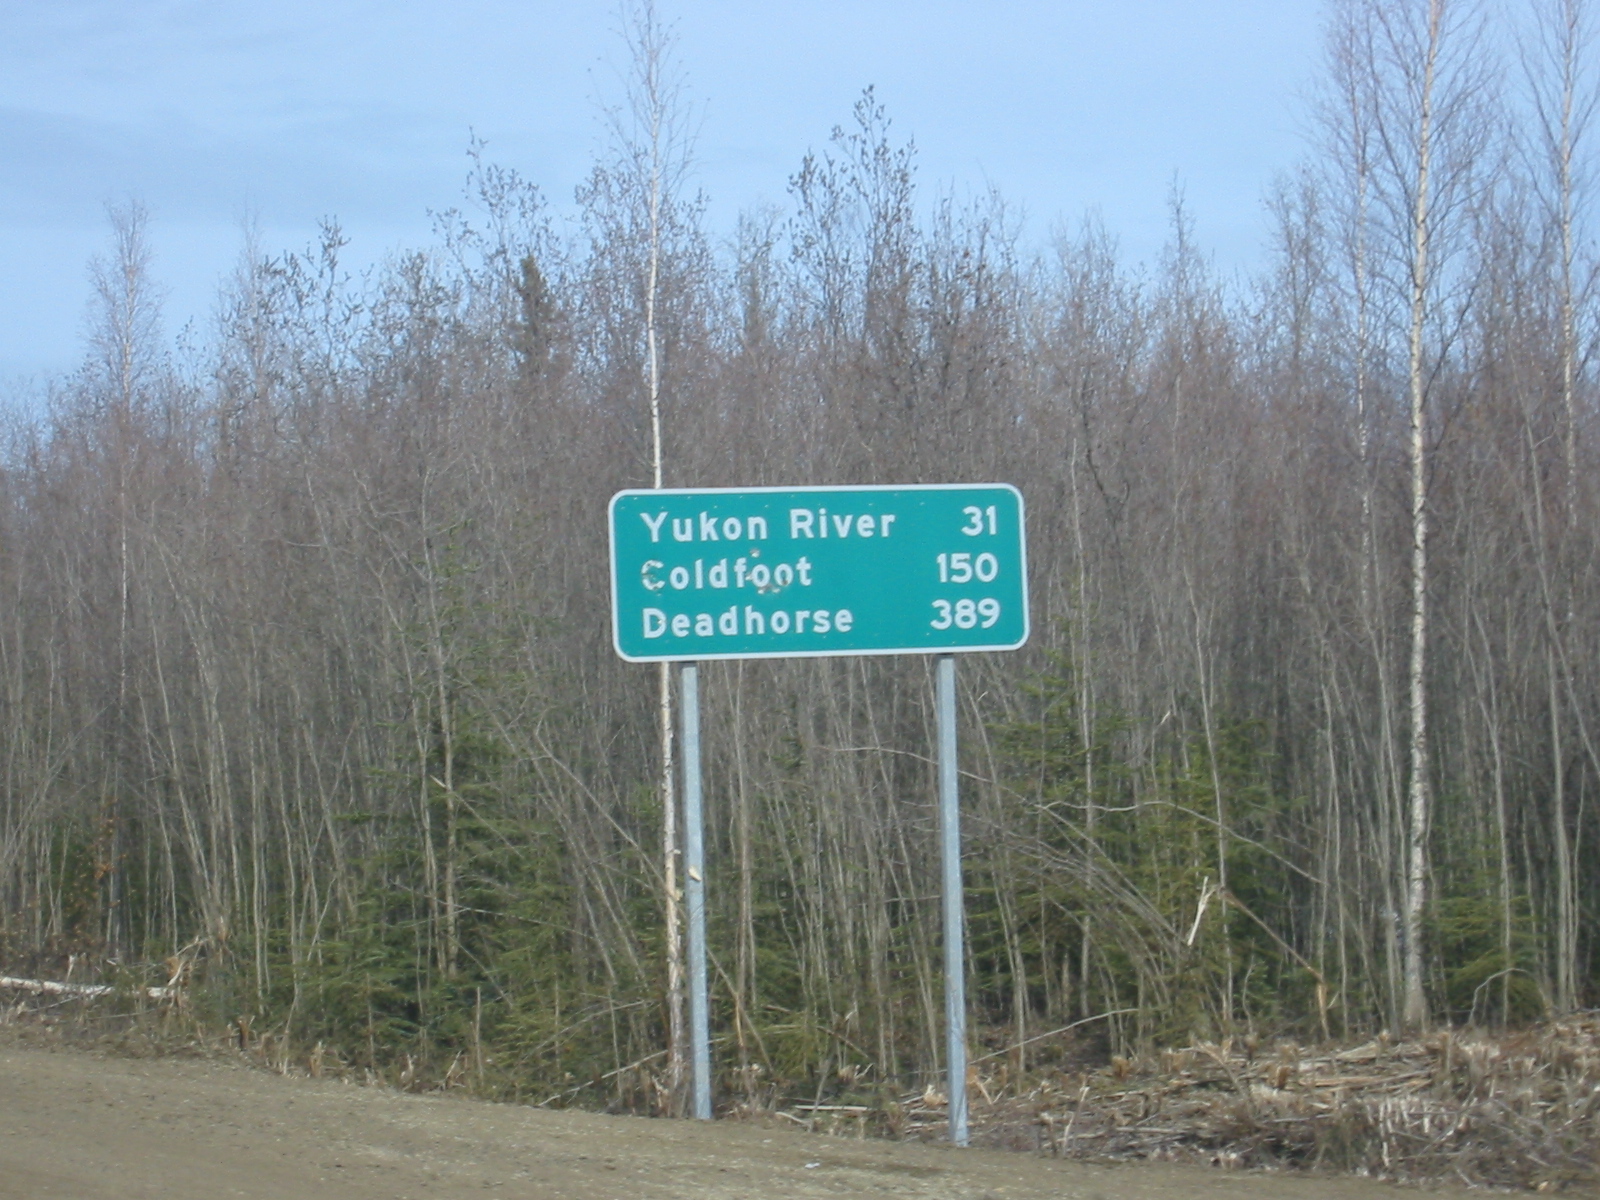 Yukon River 31
Coldfoot 150
Deadhorse 389